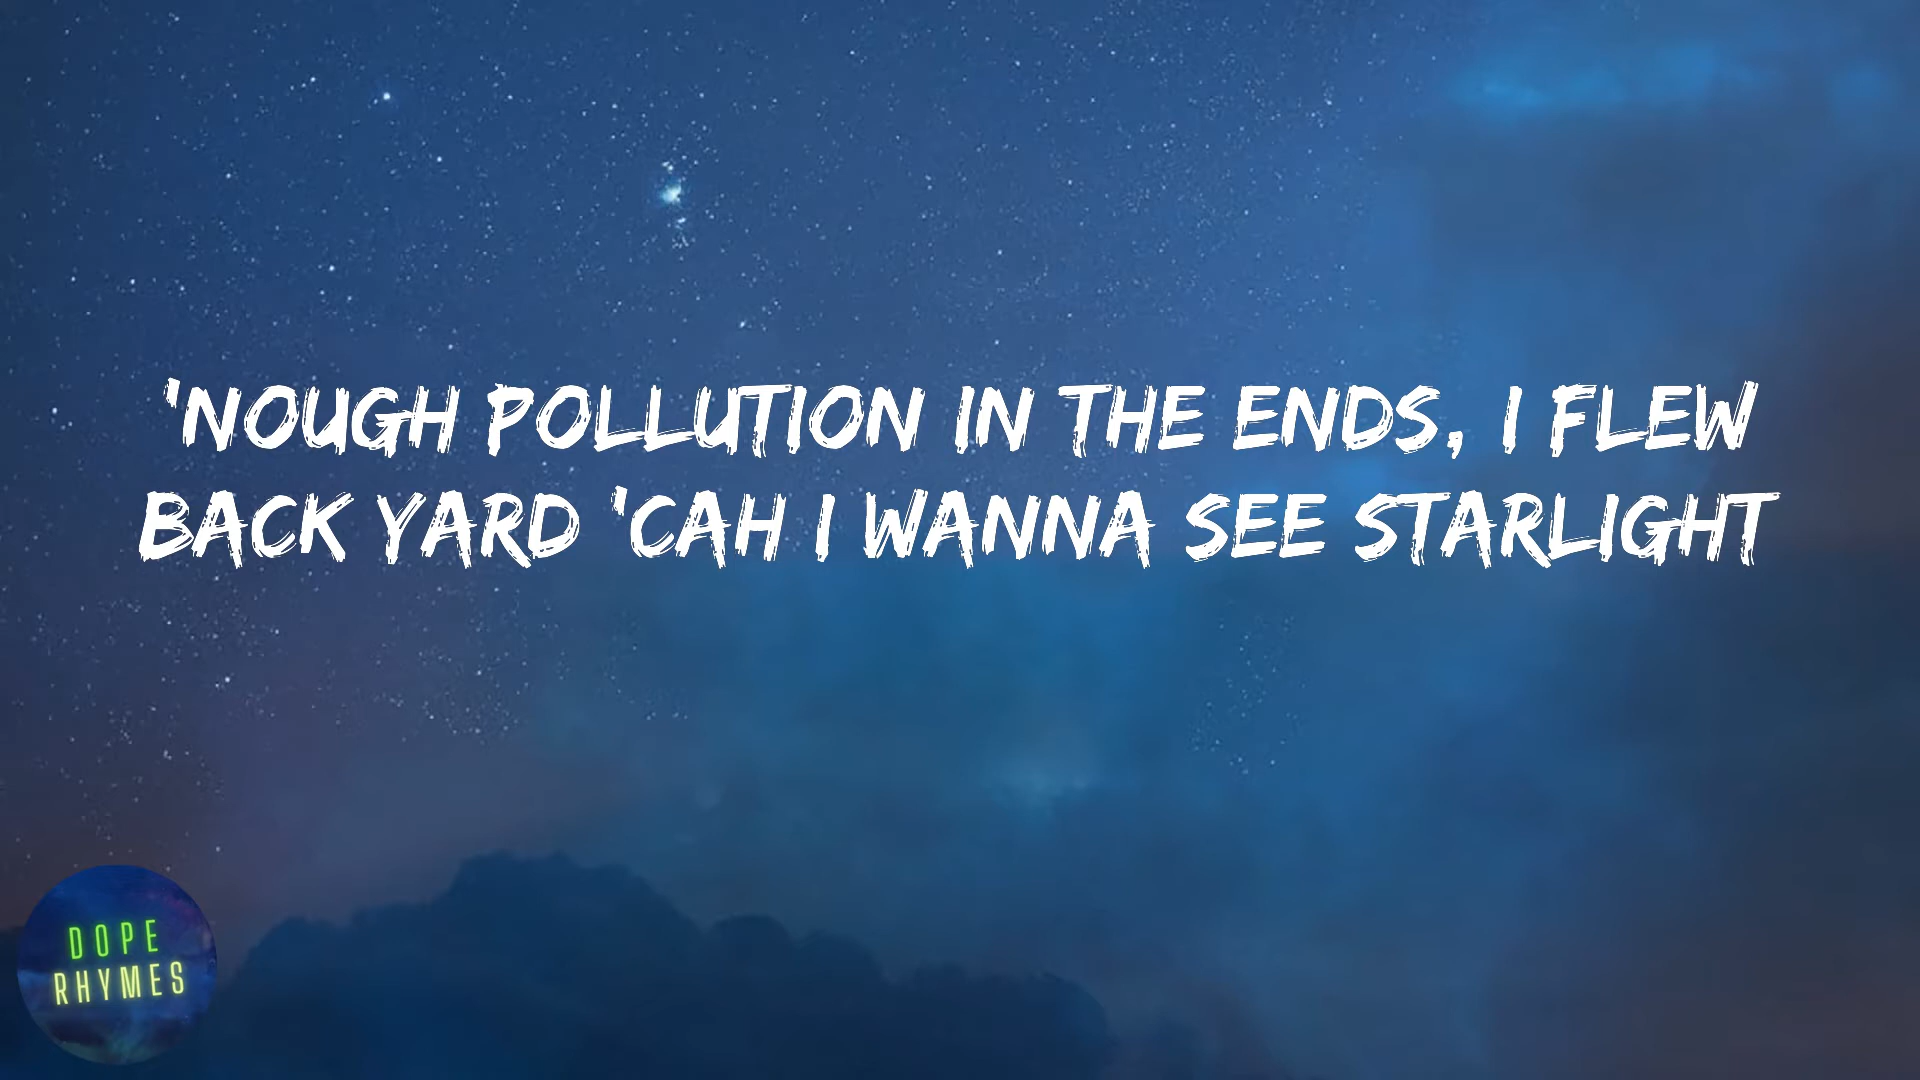 'NOUGH POLLUTION IN THE ENDS, I FLEW
BACK YARD 'CAH I WANNA SEE STARLIGHT
DOPE
RHYMES